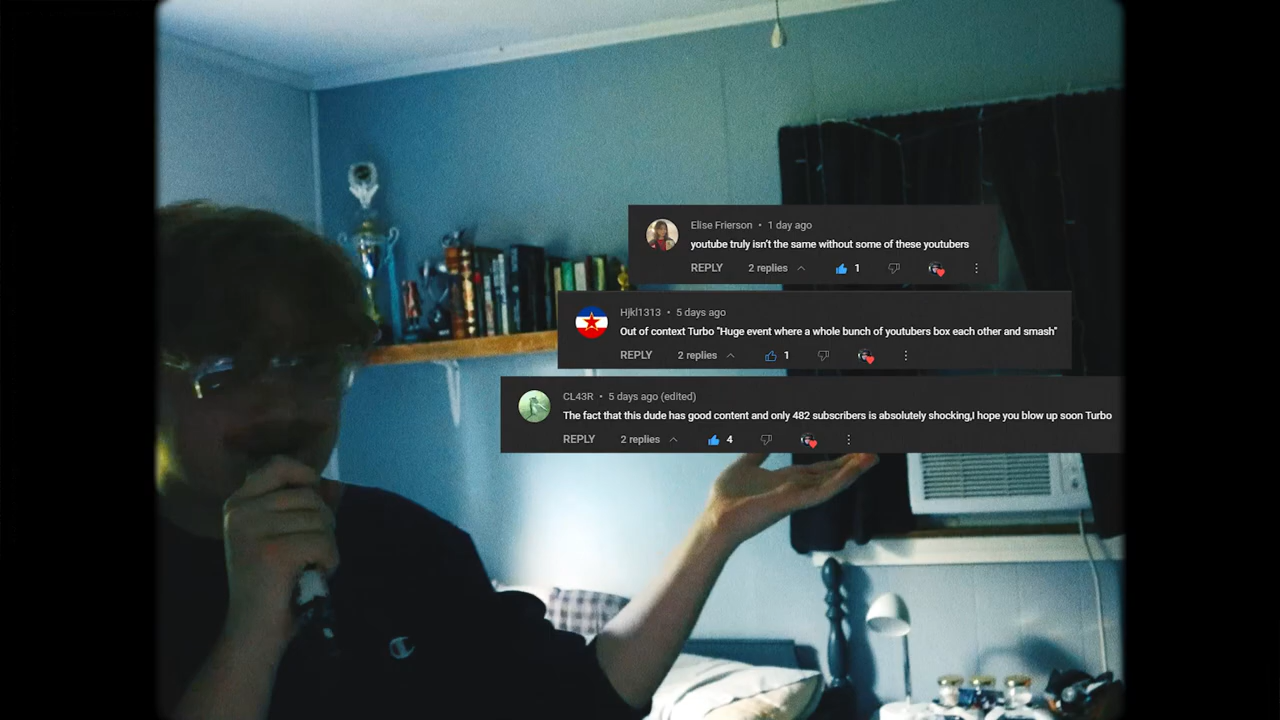 Elise Frierson • 1 day ago
youtube truly isn't the same without some of these youtubers
REPLY 2 replies 1
Hjkl1313 • 5 days ago
Out of context Turbo "Huge event where a whole bunch of youtubers box each other and smash"
REPLY 2 replies 1
CL43R • 5 days ago (edited)
The fact that this dude has good content and only 482 subscribers is absolutely shocking,I hope you blow up soon Turbo
REPLY 2 replies 4